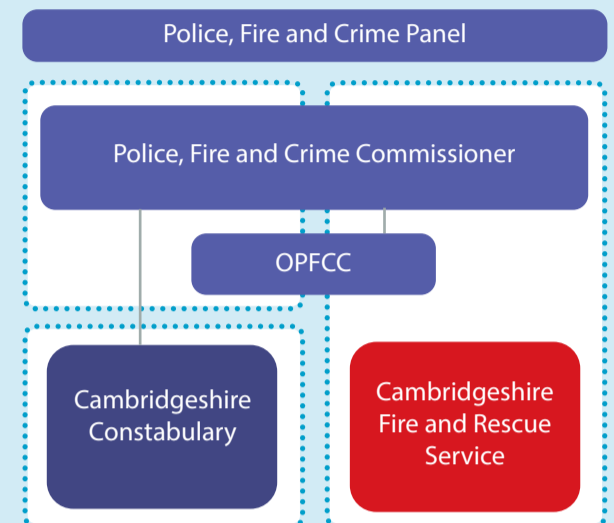 Police, Fire and Crime Panel
Police, Fire and Crime Commissioner
OPFCC
Cambridgeshire
Constabulary
Cambridgeshire
Fire and Rescue
Service